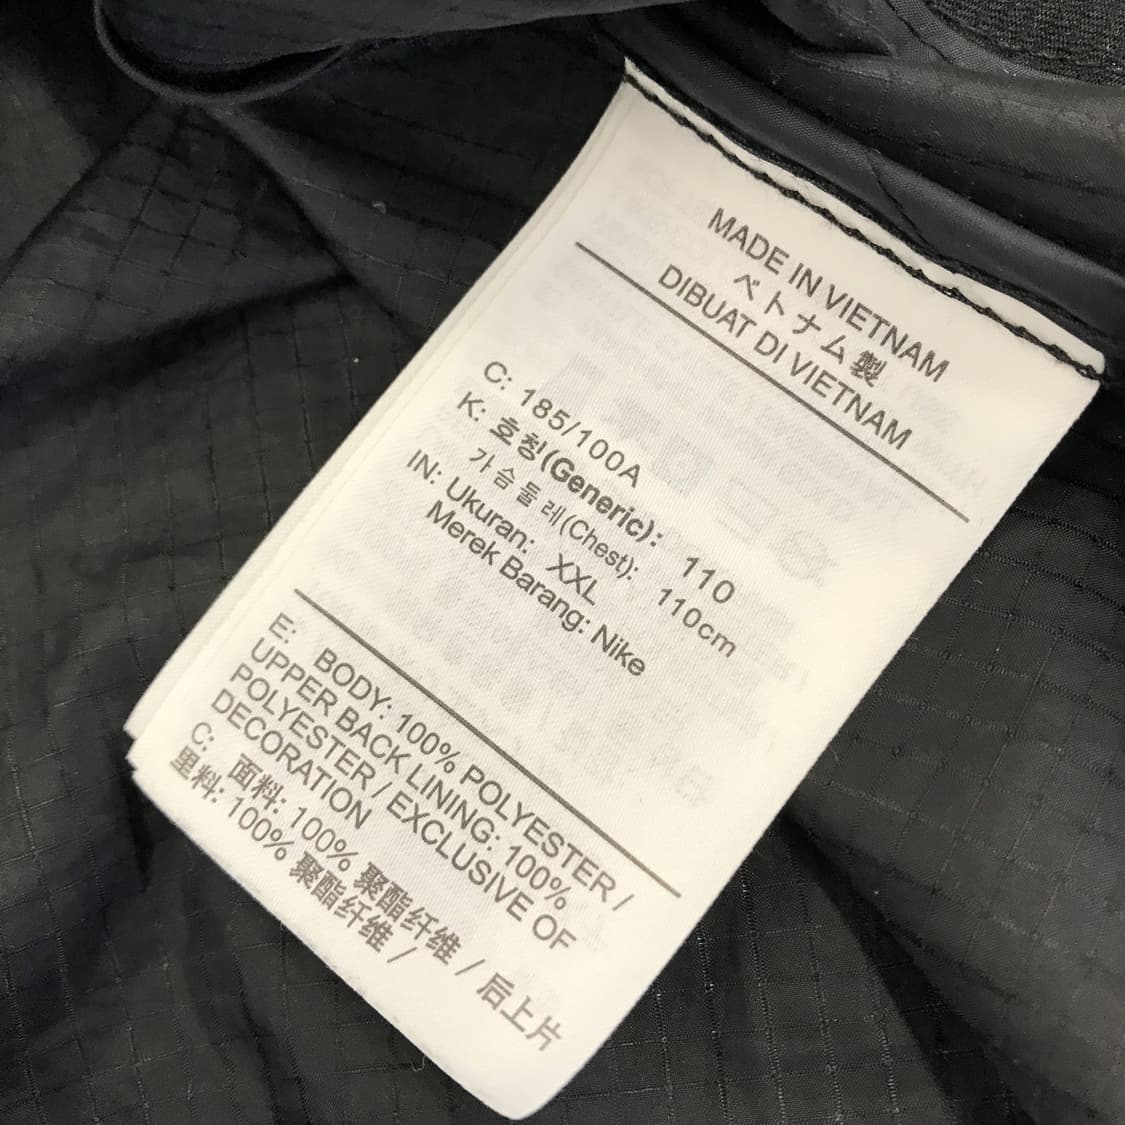 MADE IN VIETNAM
ベトナム製
DIBUAT DI VIETNAM
C: 185/100A
K: 호칭(Generic): 110
가슴둘레(Chest): 110cm
IN: Ukuran: XXL
Merek Barang: Nike
E: BODY: 100% POLYESTER /
UPPER BACK LINING: 100%
POLYESTER / EXCLUSIVE OF
DECORATION
C: 面料: 100% 聚酯纤维 / 后上片
里料: 100% 聚酯纤维 /